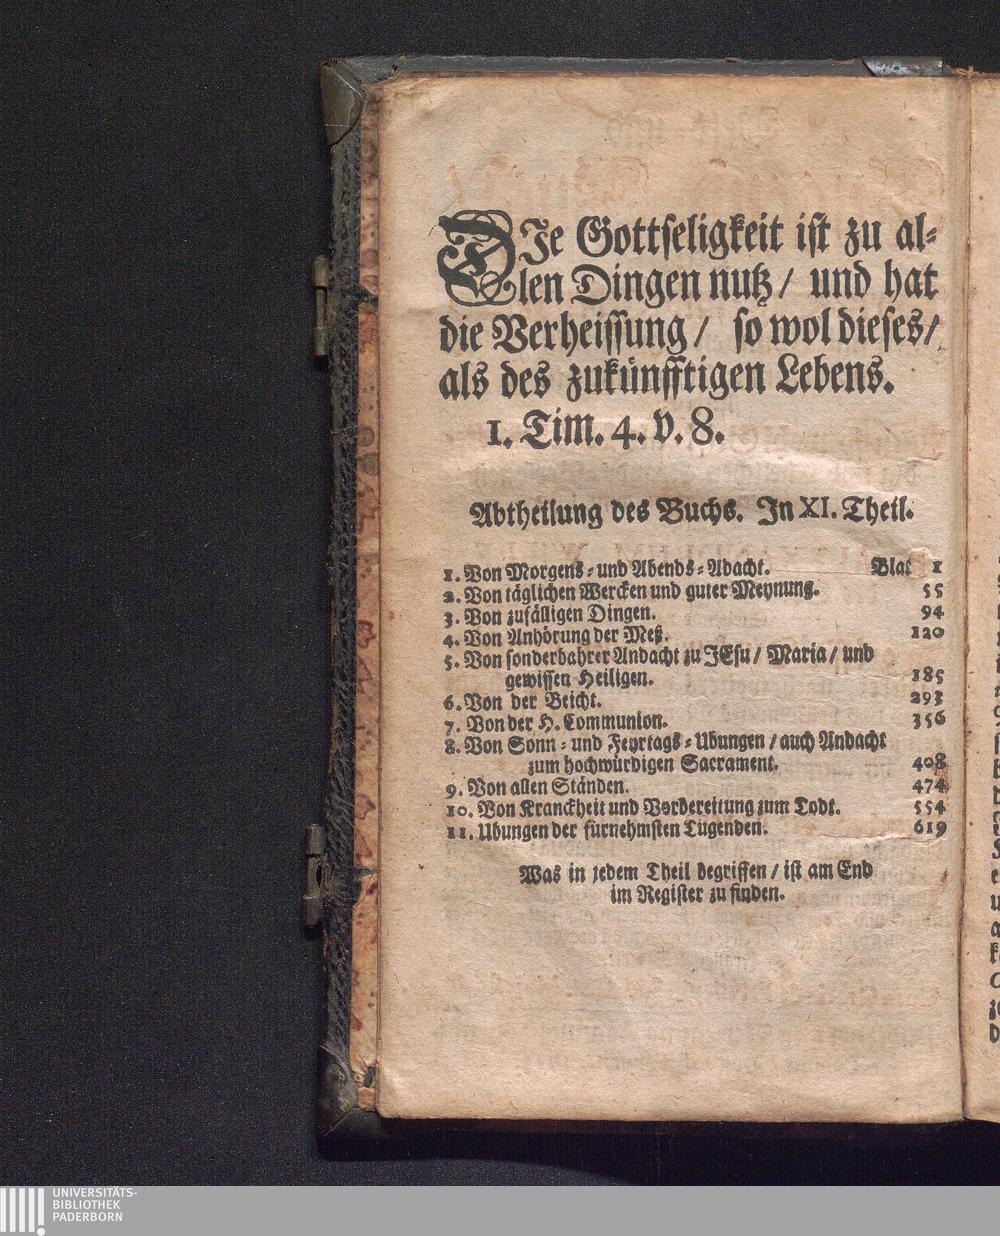 DIe Gottseligkeit ist zu al-
len Dingen nutz / und hat
die Verheissung / so wol dieses /
als des zukünfftigen Lebens.
1. Tim. 4. v. 8.
Abtheilung des Buchs. In XI. Theil.
1. Von Morgens- und Abends-Adacht. Blat 1
2. Von täglichen Wercken und guter Meynung. 55
3. Von zufälligen Dingen. 94
4. Von Anhörung der Meß. 120
5. Von sonderbahrer Andacht zu JEsu / Maria / und
gewissen Heiligen. 185
6. Von der Beicht. 293
7. Von der H. Communion. 356
8. Von Sonn- und Feyrtags-Ubungen / auch Andacht
zum hochwürdigen Sacrament. 408
9. Von allen Ständen. 474
10. Von Kranckheit und Vorbereitung zum Todt. 554
11. Ubungen der fürnehmsten Tugenden. 619
Was in jedem Theil begriffen / ist am End
im Register zu finden.
UNIVERSITÄTS-
BIBLIOTHEK
PADERBORN